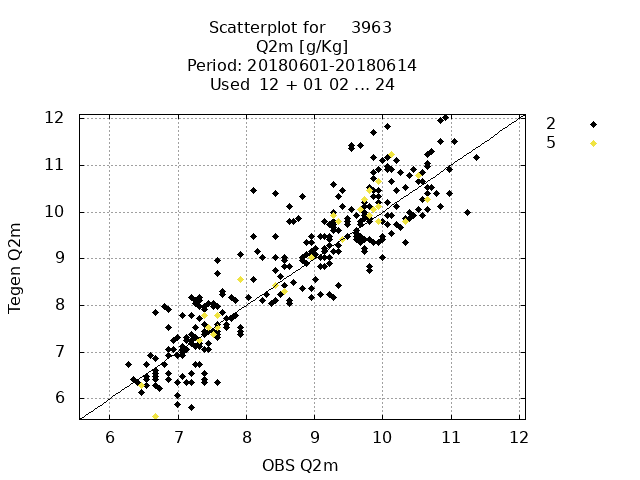 Scatterplot for 3963
Q2m [g/Kg]
Period: 20180601-20180614
Used 12 + 01 02 ... 24
2
5
12
11
10
9
8
7
6
Tegen Q2m
6 7 8 9 10 11 12
OBS Q2m